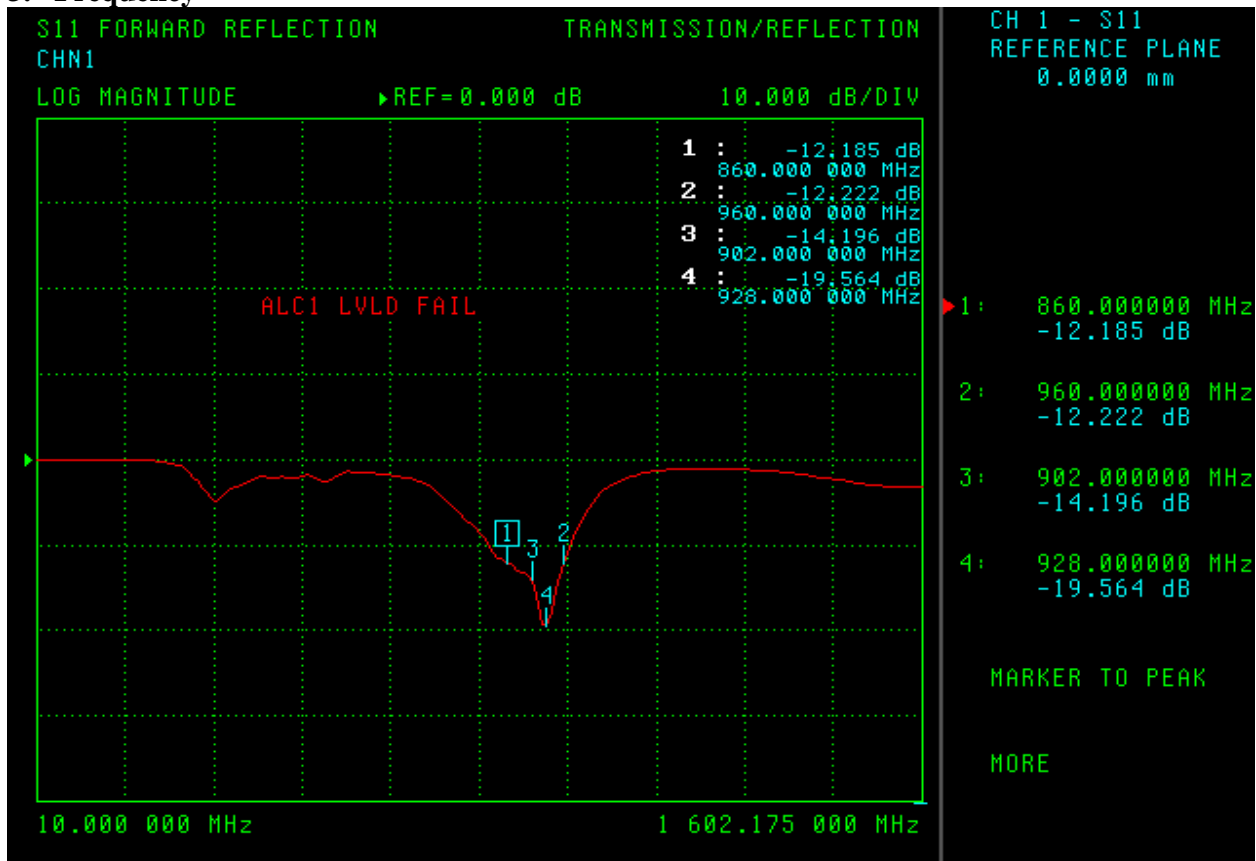 S11 FORWARD REFLECTION TRANSMISSION/REFLECTION
CHN1
LOG MAGNITUDE ▶REF=0.000 dB 10.000 dB/DIV
1 : -12.185 dB
860.000 000 MHz
2 : -12.222 dB
960.000 000 MHz
3 : -14.196 dB
902.000 000 MHz
4 : -19.564 dB
928.000 000 MHz
ALC1 LVLD FAIL
1
2
3
4
10.000 000 MHz 1 602.175 000 MHz
CH 1 - S11
REFERENCE PLANE
0.0000 mm
▶1: 860.000000 MHz
-12.185 dB
2: 960.000000 MHz
-12.222 dB
3: 902.000000 MHz
-14.196 dB
4: 928.000000 MHz
-19.564 dB
MARKER TO PEAK
MORE